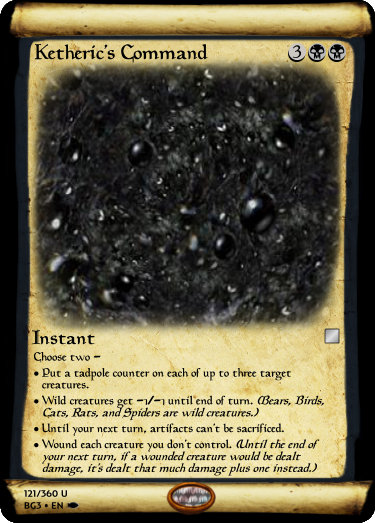 Ketheric's Command 3
Instant
Choose two –
• Put a tadpole counter on each of up to three target
creatures.
• Wild creatures get –1/–1 until end of turn. (Bears, Birds,
Cats, Rats, and Spiders are wild creatures.)
• Until your next turn, artifacts can't be sacrificed.
• Wound each creature you don't control. (Until the end of
your next turn, if a wounded creature would be dealt
damage, it's dealt that much damage plus one instead.)
121/360 U
BG3 • EN